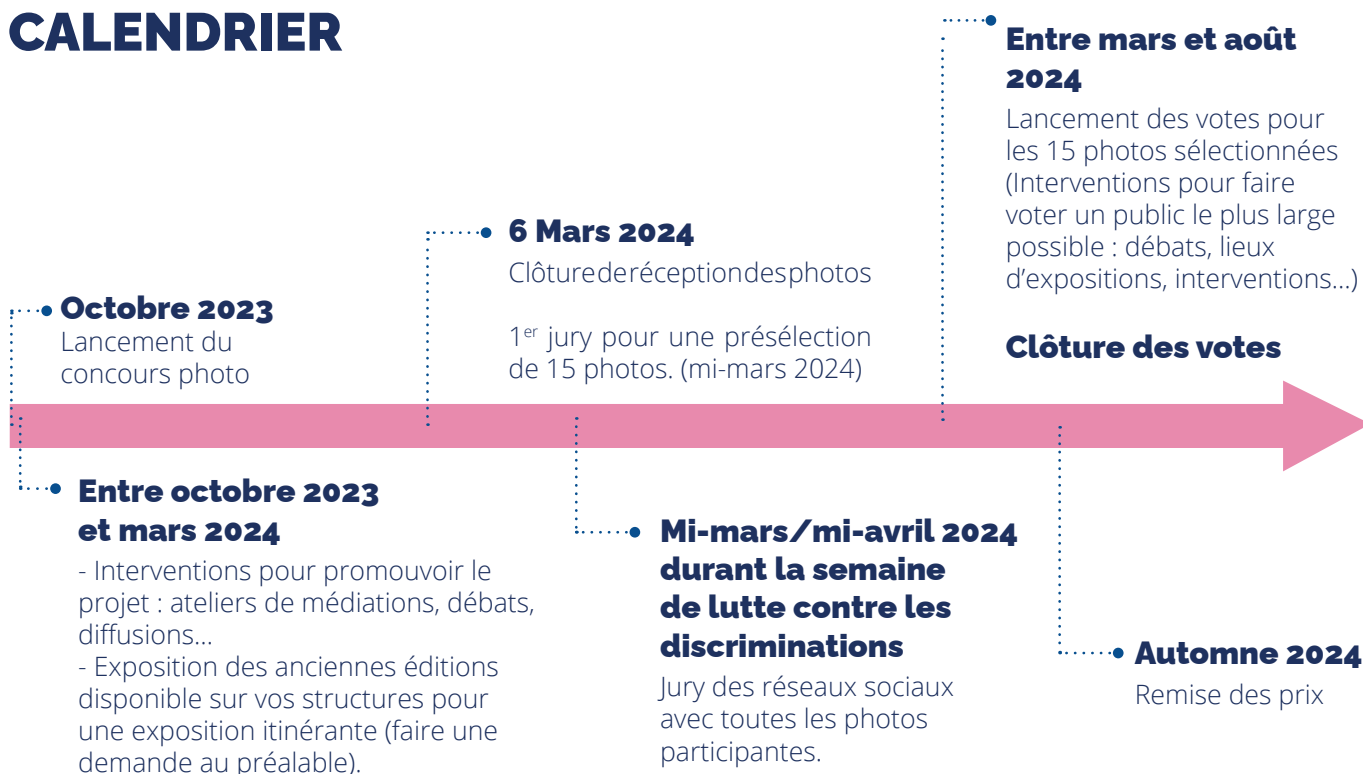 CALENDRIER
Octobre 2023
Lancement du
concours photo
Entre octobre 2023
et mars 2024
- Interventions pour promouvoir le
projet : ateliers de médiations, débats,
diffusions...
- Exposition des anciennes éditions
disponible sur vos structures pour
une exposition itinérante (faire une
demande au préalable).
6 Mars 2024
Clôturederéceptiondesphotos
1er jury pour une présélection
de 15 photos. (mi-mars 2024)
Mi-mars/mi-avril 2024
durant la semaine
de lutte contre les
discriminations
Jury des réseaux sociaux
avec toutes les photos
participantes.
Entre mars et août
2024
Lancement des votes pour
les 15 photos sélectionnées
(Interventions pour faire
voter un public le plus large
possible : débats, lieux
d'expositions, interventions...)
Clôture des votes
Automne 2024
Remise des prix